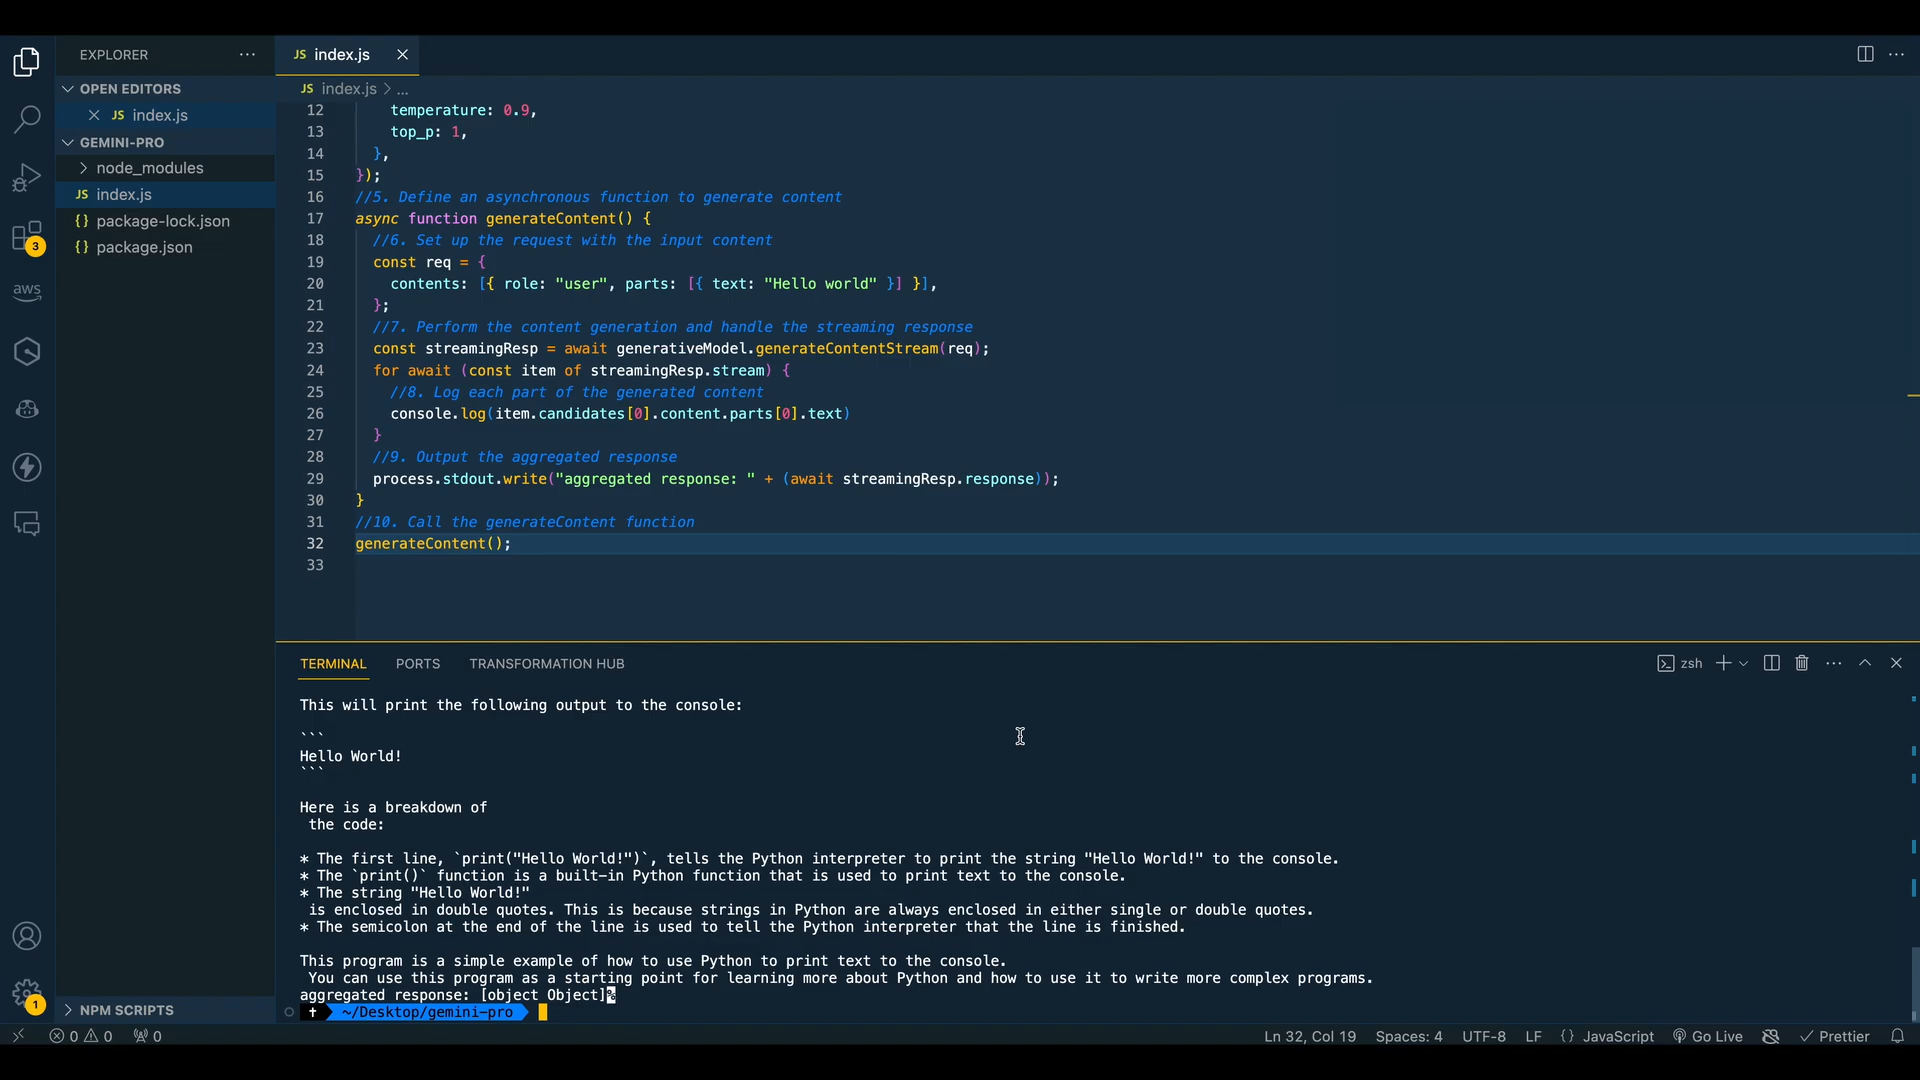 EXPLORER
OPEN EDITORS
JS index.js
GEMINI-PRO
node_modules
JS index.js
{} package-lock.json
{} package.json
3
aws
1
NPM SCRIPTS
JS index.js
JS index.js > ...
12 temperature: 0.9,
13 top_p: 1,
14 },
15 });
16 //5. Define an asynchronous function to generate content
17 async function generateContent() {
18 //6. Set up the request with the input content
19 const req = {
20 contents: [{ role: "user", parts: [{ text: "Hello world" }] }],
21 };
22 //7. Perform the content generation and handle the streaming response
23 const streamingResp = await generativeModel.generateContentStream(req);
24 for await (const item of streamingResp.stream) {
25 //8. Log each part of the generated content
26 console.log(item.candidates[0].content.parts[0].text)
27 }
28 //9. Output the aggregated response
29 process.stdout.write("aggregated response: " + (await streamingResp.response));
30 }
31 //10. Call the generateContent function
32 generateContent();
33
TERMINAL PORTS TRANSFORMATION HUB
zsh
This will print the following output to the console:
```
Hello World!
```
Here is a breakdown of
the code:
* The first line, `print("Hello World!")`, tells the Python interpreter to print the string "Hello World!" to the console.
* The `print()` function is a built-in Python function that is used to print text to the console.
* The string "Hello World!"
is enclosed in double quotes. This is because strings in Python are always enclosed in either single or double quotes.
* The semicolon at the end of the line is used to tell the Python interpreter that the line is finished.
This program is a simple example of how to use Python to print text to the console.
You can use this program as a starting point for learning more about Python and how to use it to write more complex programs.
aggregated response: [object Object]%
~/Desktop/gemini-pro
0 0 0 Ln 32, Col 19 Spaces: 4 UTF-8 LF {} JavaScript Go Live Prettier